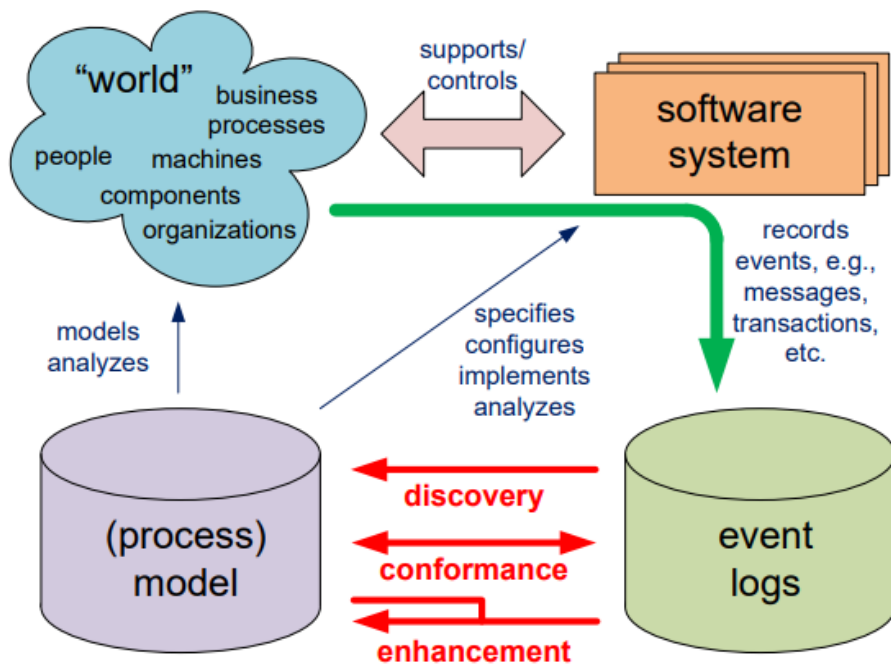 “world”
business
processes
people
machines
components
organizations
supports/
controls
software
system
records
events, e.g.,
messages,
transactions,
etc.
models
analyzes
specifies
configures
implements
analyzes
(process)
model
discovery
conformance
enhancement
event
logs